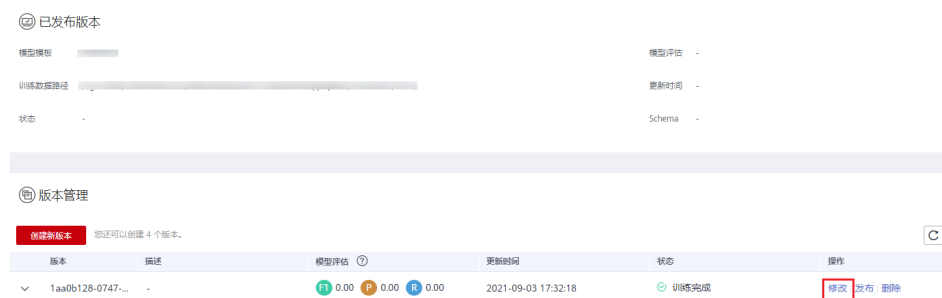 已发布版本
模型模板
模型评估 -
训练数据路径
更新时间 -
状态 -
Schema -
版本管理
创建新版本 您还可以创建 4 个版本。
版本 描述 模型评估 ? 更新时间 状态 操作
1aa0b128-0747-... - F1 0.00 P 0.00 R 0.00 2021-09-03 17:32:18 训练完成 修改 发布 删除